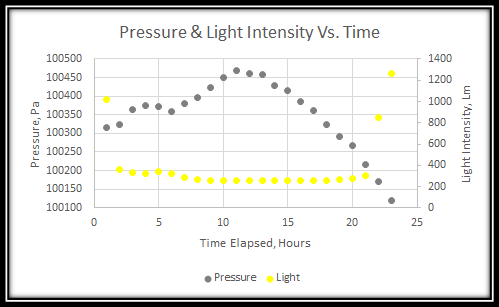 Pressure & Light Intensity Vs. Time
100500
100450
100400
100350
100300
100250
100200
100150
100100
Pressure, Pa
1400
1200
1000
800
600
400
200
0
Light Intensity, Lm
0 5 10 15 20 25
Time Elapsed, Hours
Pressure Light